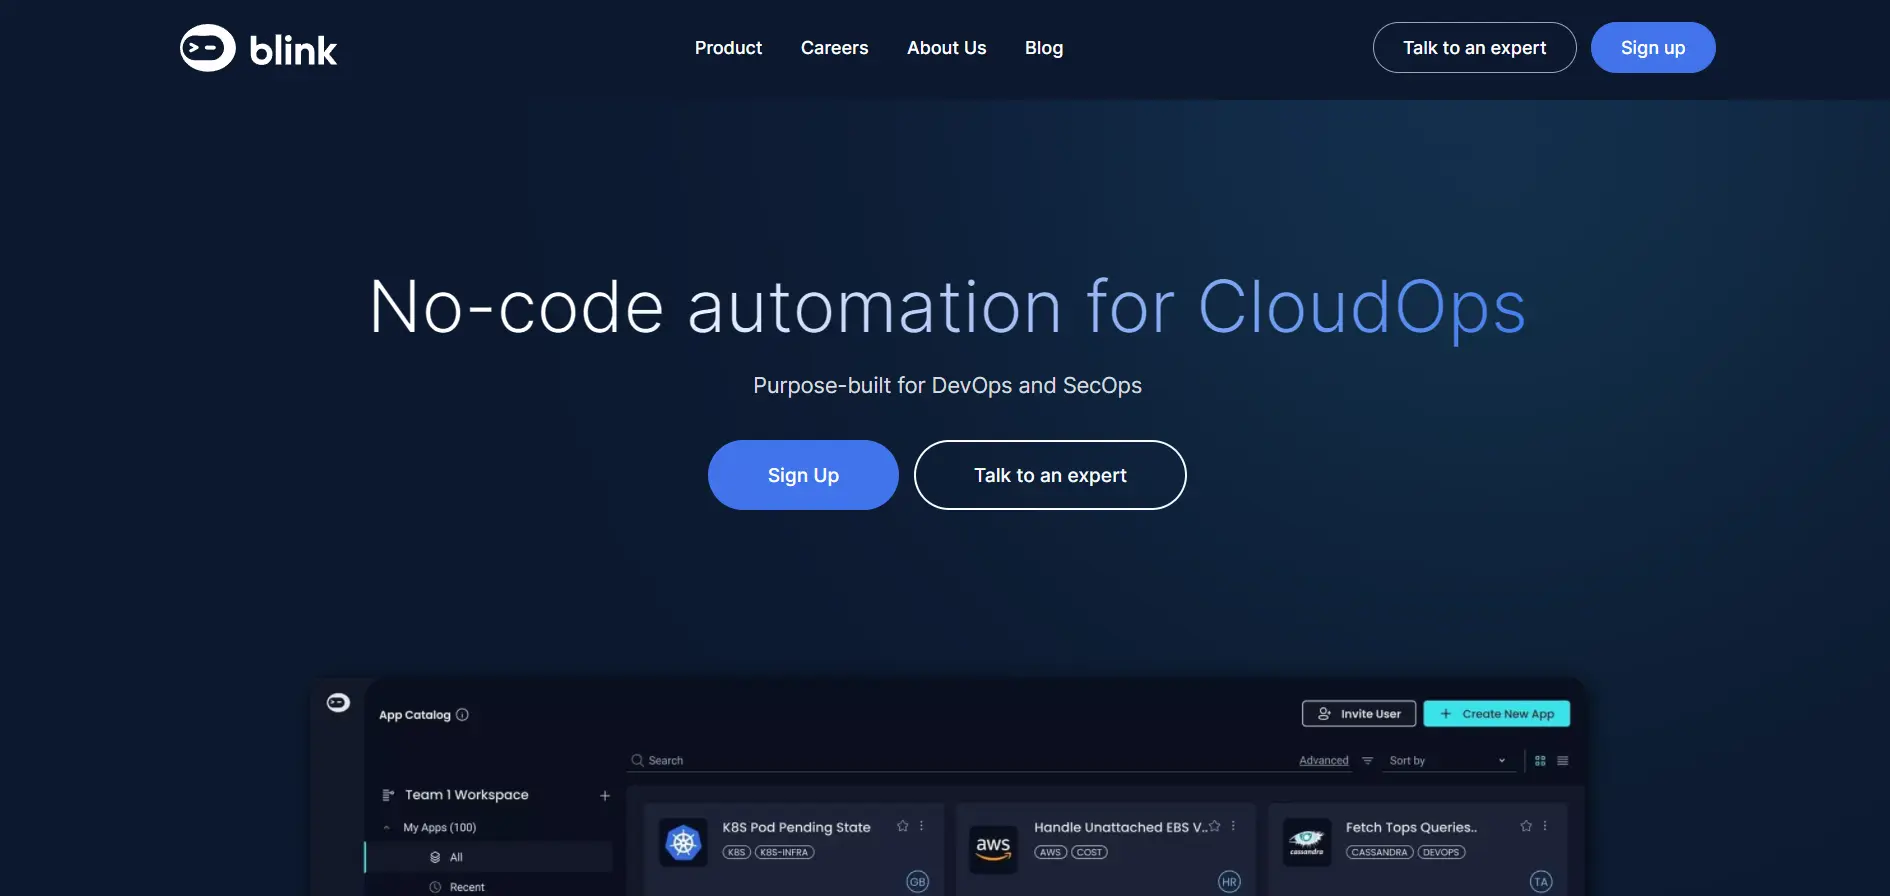 blink
Product Careers About Us Blog
Talk to an expert Sign up
No-code automation for CloudOps
Purpose-built for DevOps and SecOps
Sign Up Talk to an expert
App Catalog
Invite User + Create New App
Search Advanced Sort by
Team 1 Workspace +
My Apps (100)
All
Recent
K8S Pod Pending State
K8S K8S-INFRA
GB
aws
Handle Unattached EBS V..
AWS COST
HR
cassandra
Fetch Tops Queries..
CASSANDRA DEVOPS
TA